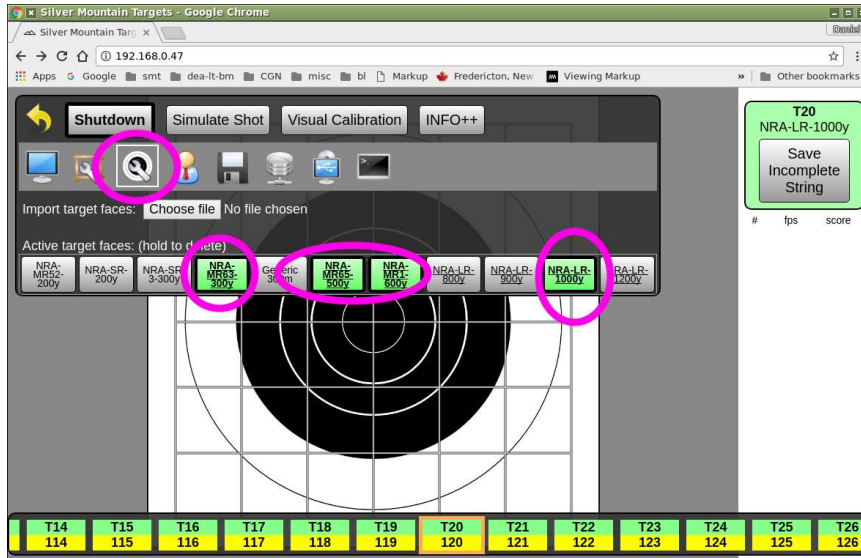 Silver Mountain Targets - Google Chrome
Silver Mountain Targ
Daniel
192.168.0.47
Apps Google smt dea-lt-bm CGN misc bl Markup Fredericton, New Viewing Markup » Other bookmarks
Shutdown Simulate Shot Visual Calibration INFO++
Import target faces: Choose file No file chosen
Active target faces: (hold to delete)
NRA-MR52-200y
NRA-SR-200y
NRA-SR-3-300y
NRA-MR63-300y
NRA-MR65-500y
NRA-MR1-600y
NRA-LR-800y
NRA-LR-900y
NRA-LR-1000y
RA-LR-1200y
T20
NRA-LR-1000y
Save
Incomplete
String
# fps score
T14 T15 T16 T17 T18 T19 T20 T21 T22 T23 T24 T25 T26
114 115 116 117 118 119 120 121 122 123 124 125 126